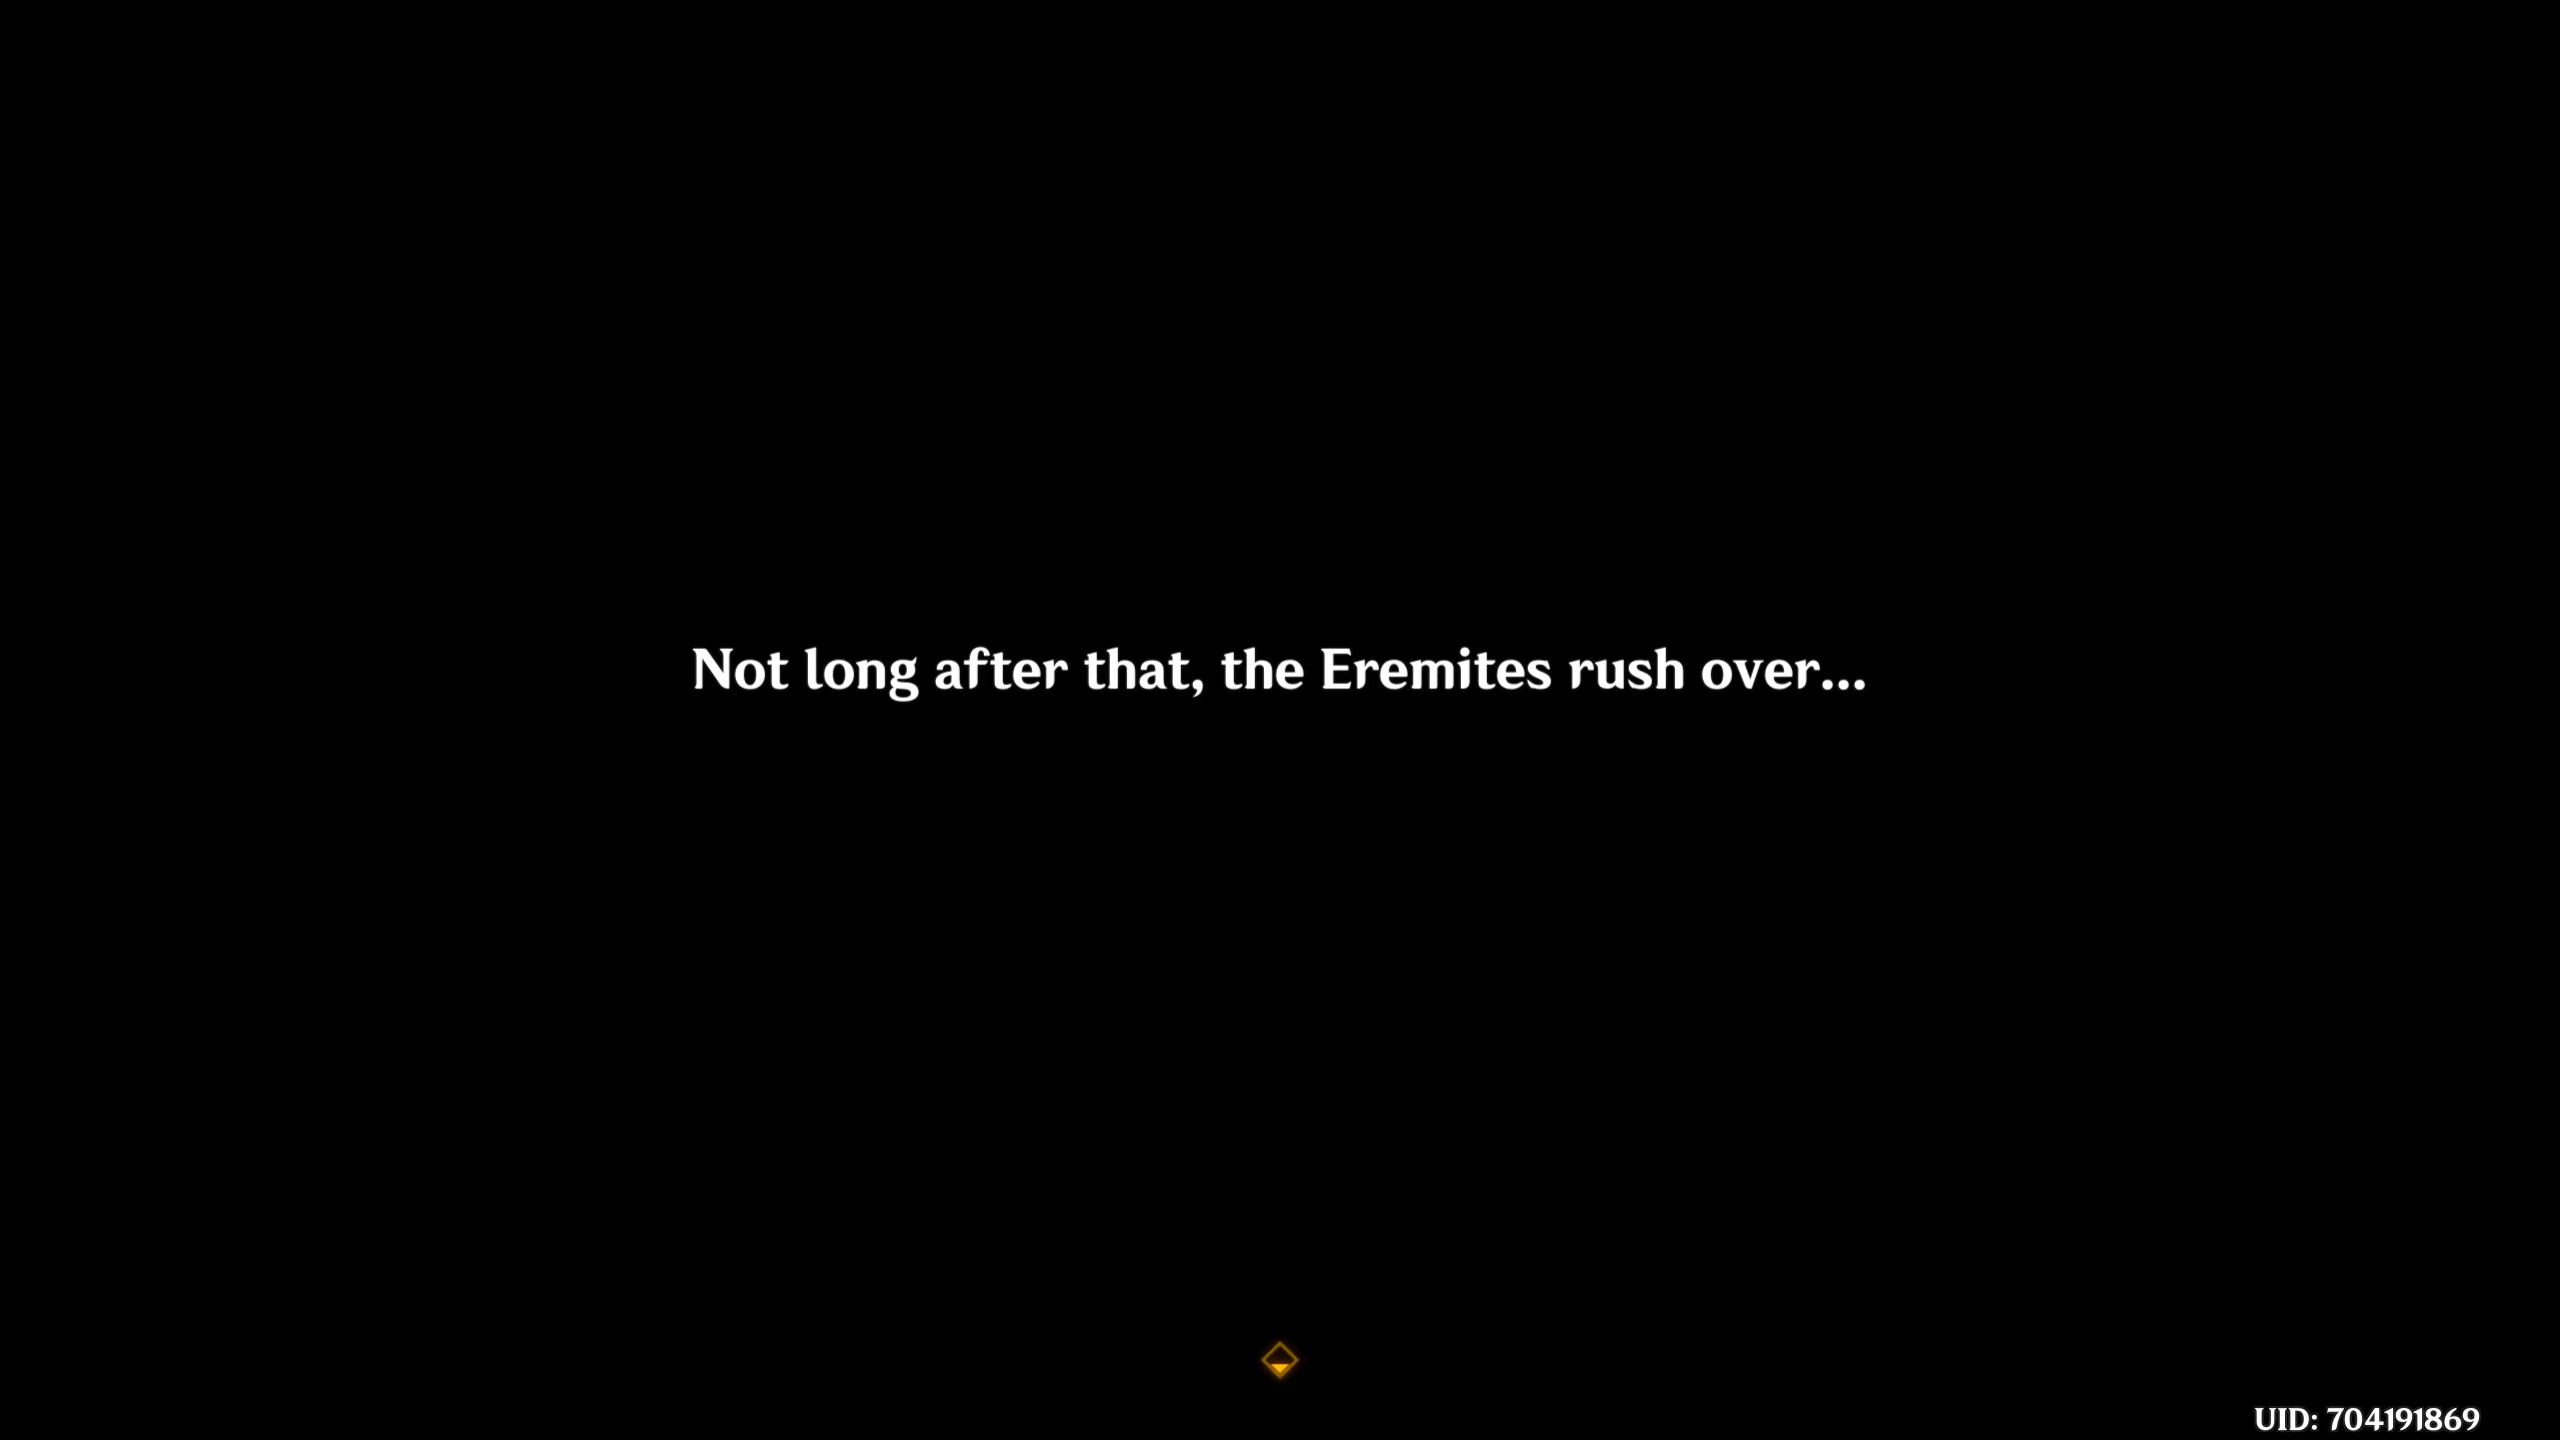 Not long after that, the Eremites rush over...
UID: 704191869